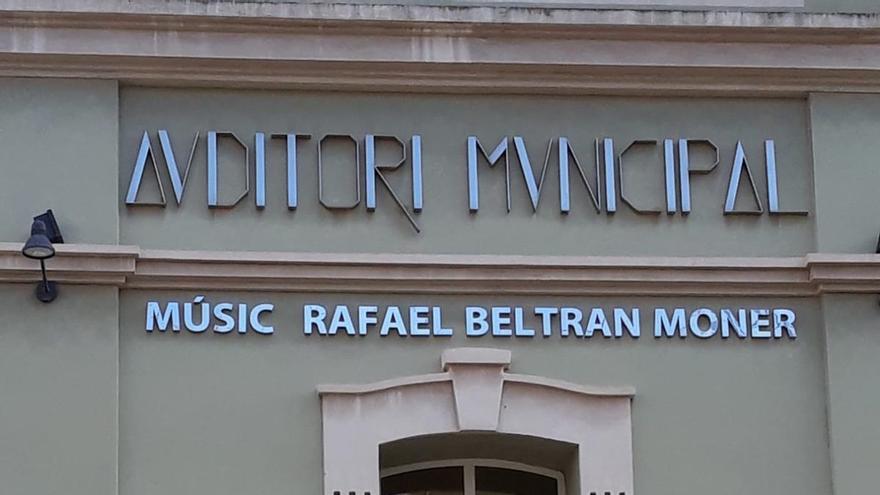 AVDITORI MVNICIPAL
MÚSIC RAFAEL BELTRAN MONER